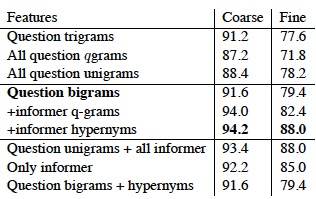 Features Coarse Fine
Question trigrams 91.2 77.6
All question qgrams 87.2 71.8
All question unigrams 88.4 78.2
Question bigrams 91.6 79.4
+informer q-grams 94.0 82.4
+informer hypernyms 94.2 88.0
Question unigrams + all informer 93.4 88.0
Only informer 92.2 85.0
Question bigrams + hypernyms 91.6 79.4